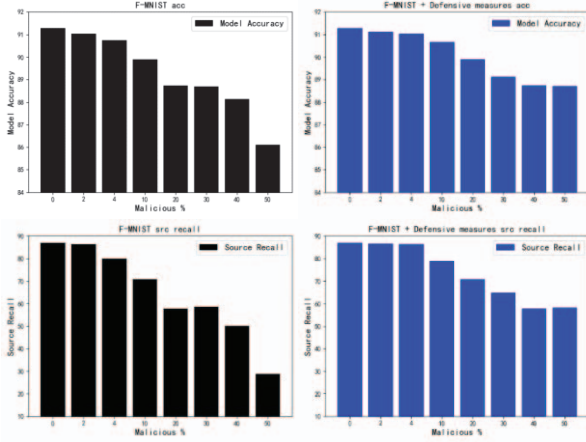 F-MNIST acc
Model Accuracy
92
91
90
89
88
87
86
85
84
Model Accuracy
0 2 4 10 20 30 40 50
Malicious %
F-MNIST + Defensive measures acc
Model Accuracy
92
91
90
89
88
87
86
85
84
Model Accuracy
0 2 4 10 20 30 40 50
Malicious %
F-MNIST src recall
Source Recall
90
80
70
60
50
40
30
20
10
Source Recall
0 2 4 10 20 30 40 50
Malicious %
F-MNIST + Defensive measures src recall
Source Recall
90
80
70
60
50
40
30
20
10
Source Recall
0 2 4 10 20 30 40 50
Malicious %